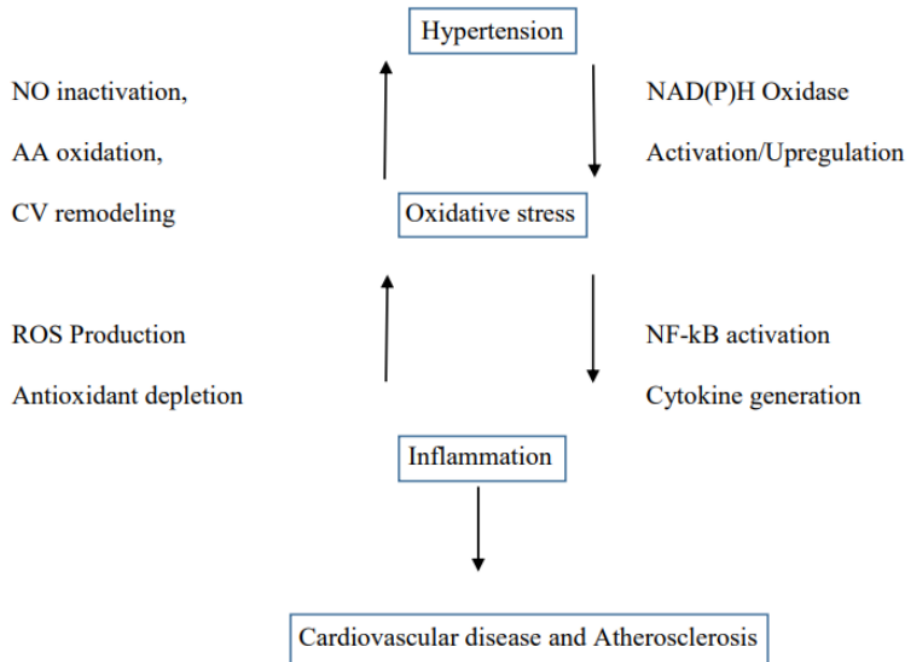 Hypertension
NO inactivation,
NAD(P)H Oxidase
AA oxidation,
Activation/Upregulation
CV remodeling
Oxidative stress
ROS Production
NF-kB activation
Antioxidant depletion
Cytokine generation
Inflammation
Cardiovascular disease and Atherosclerosis